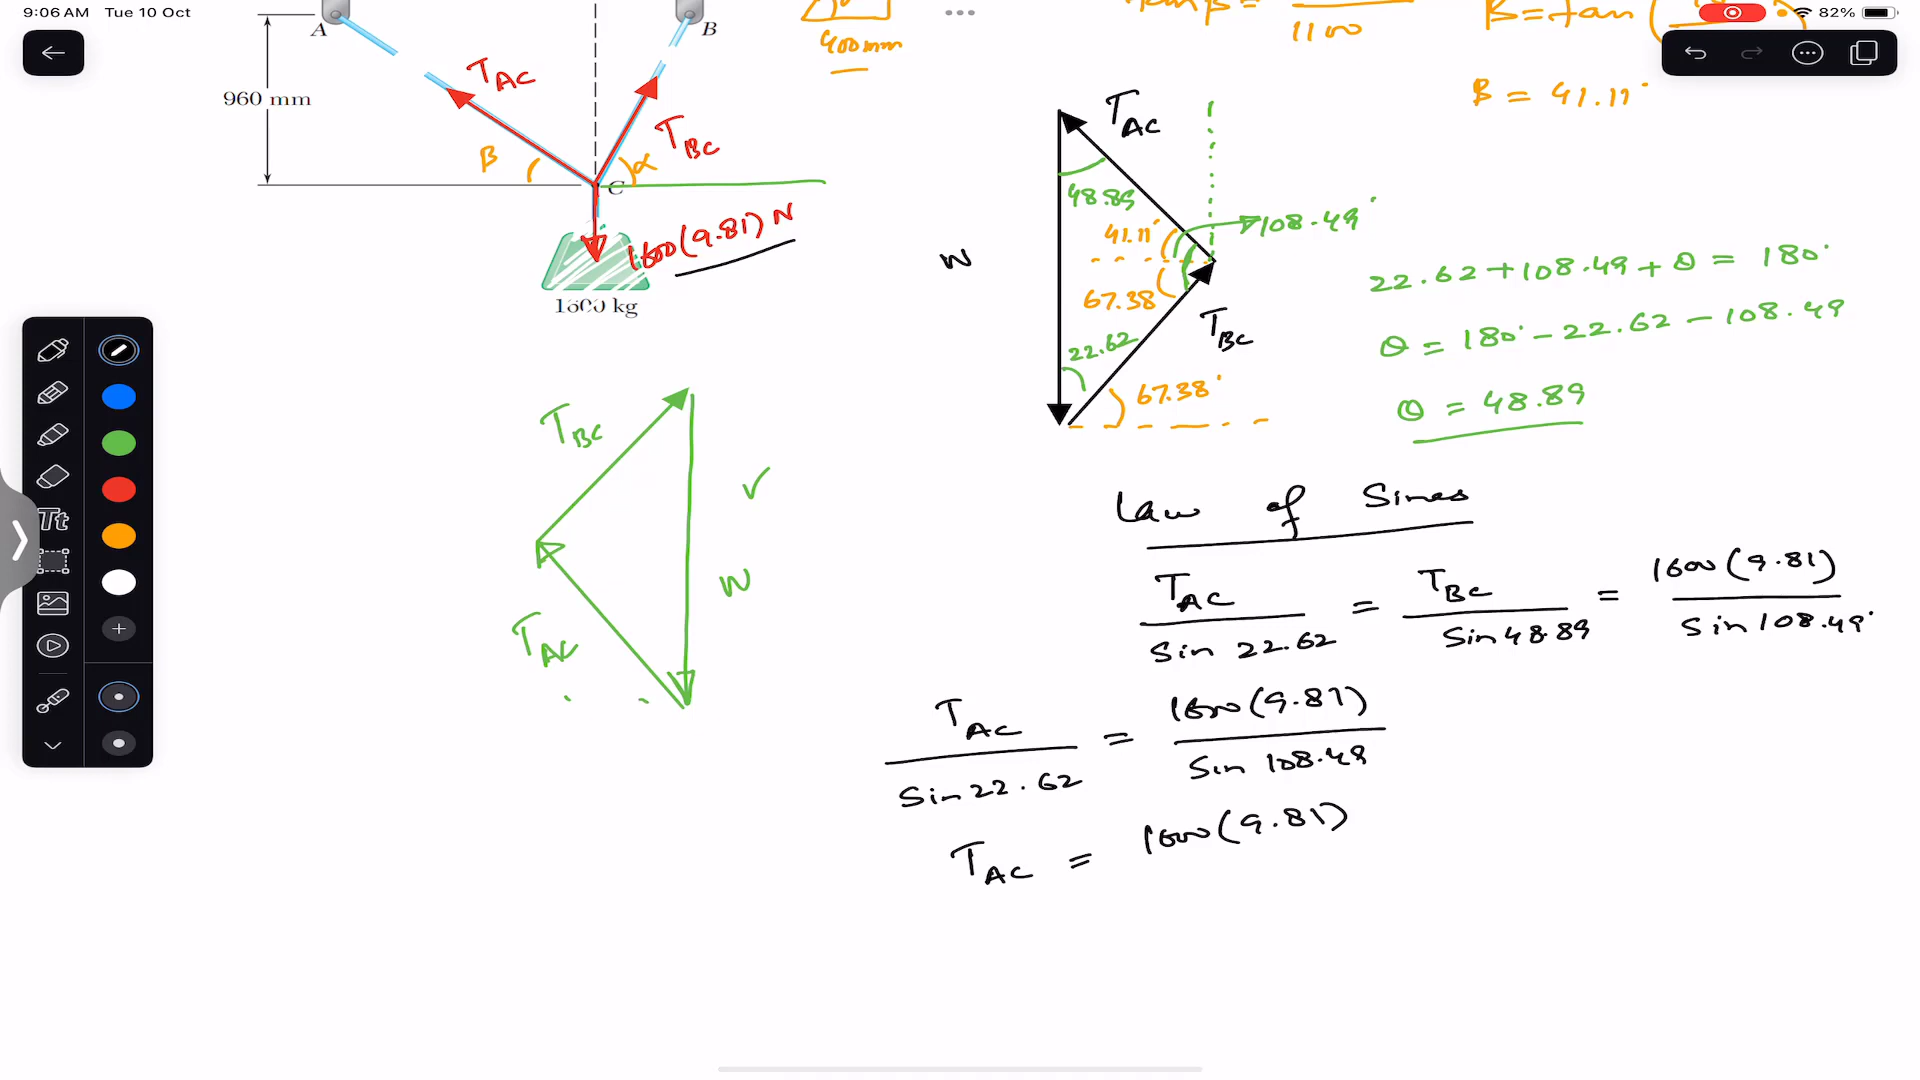 9:06 AM Tue 10 Oct
82%
A
B
960 mm
T_AC
T_BC
β
α
C
1600(9.81) N
1600 kg
400mm
1100
β = 41.11°
T_AC
48.89
41.11°
108.49°
W
67.38
T_BC
22.62
67.38°
22.62+108.49+θ = 180°
θ = 180° - 22.62 - 108.49
θ = 48.89
T_BC
✓
W
T_AC
Law of Sines
T_AC / Sin 22.62 = T_BC / Sin 48.89 = 1600(9.81) / Sin 108.49°
T_AC / Sin 22.62 = 1600(9.81) / Sin 108.49
T_AC = 1600(9.81)
Tt